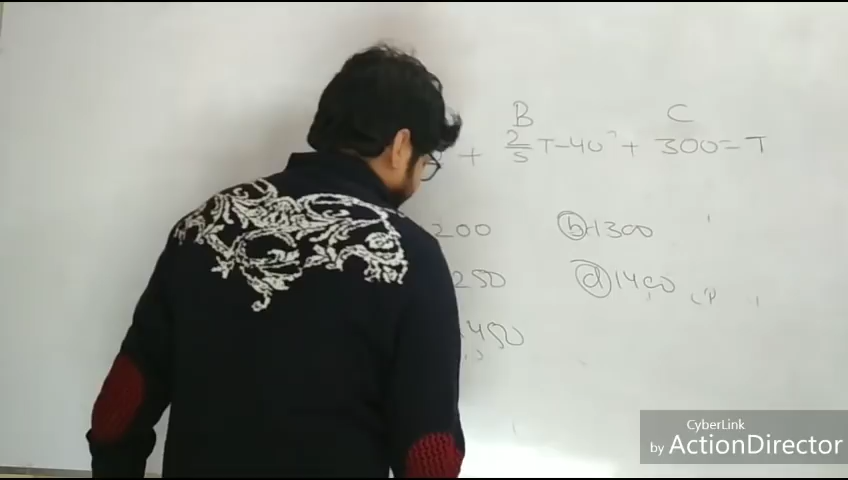 B C
+ 2/5 T-40 + 300=T
200 (b) 1300
250 (d) 1400
450
CyberLink
by ActionDirector